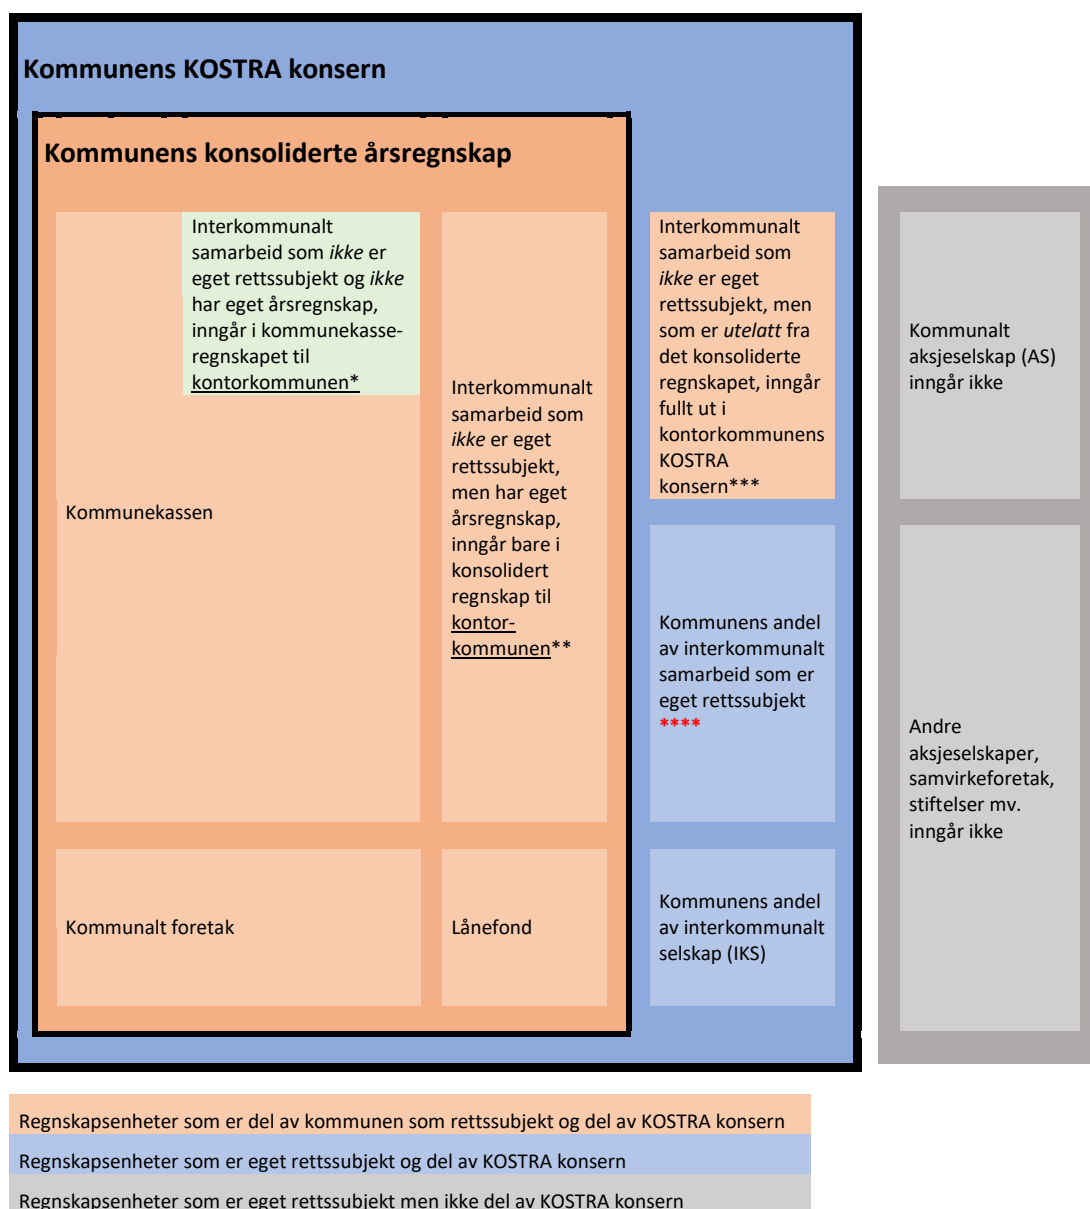 Kommunens KOSTRA konsern
Kommunens konsoliderte årsregnskap
Interkommunalt
samarbeid som ikke er
eget rettssubjekt og ikke
har eget årsregnskap,
inngår i kommunekasse-
regnskapet til
kontorkommunen*
Kommunekassen
Interkommunalt
samarbeid som
ikke er eget
rettssubjekt,
men har eget
årsregnskap,
inngår bare i
konsolidert
regnskap til
kontor-
kommunen**
Interkommunalt
samarbeid som
ikke er eget
rettssubjekt, men
som er utelatt fra
det konsoliderte
regnskapet, inngår
fullt ut i
kontorkommunens
KOSTRA
konsern***
Kommunens andel
av interkommunalt
samarbeid som er
eget rettssubjekt
****
Kommunalt foretak
Lånefond
Kommunens andel
av interkommunalt
selskap (IKS)
Kommunalt
aksjeselskap (AS)
inngår ikke
Andre
aksjeselskaper,
samvirkeforetak,
stiftelser mv.
inngår ikke
Regnskapsenheter som er del av kommunen som rettssubjekt og del av KOSTRA konsern
Regnskapsenheter som er eget rettssubjekt og del av KOSTRA konsern
Regnskapsenheter som er eget rettssubjekt men ikke del av KOSTRA konsern